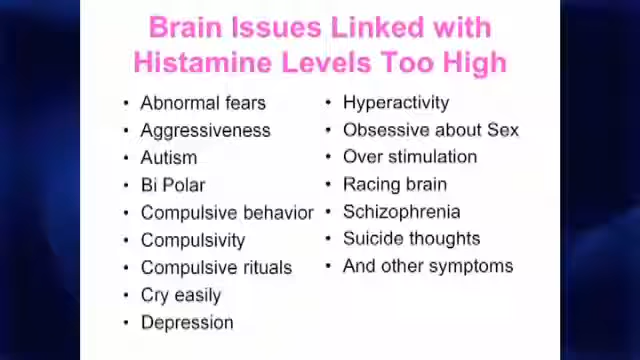 Brain Issues Linked with
Histamine Levels Too High
• Abnormal fears
• Aggressiveness
• Autism
• Bi Polar
• Compulsive behavior
• Compulsivity
• Compulsive rituals
• Cry easily
• Depression
• Hyperactivity
• Obsessive about Sex
• Over stimulation
• Racing brain
• Schizophrenia
• Suicide thoughts
• And other symptoms